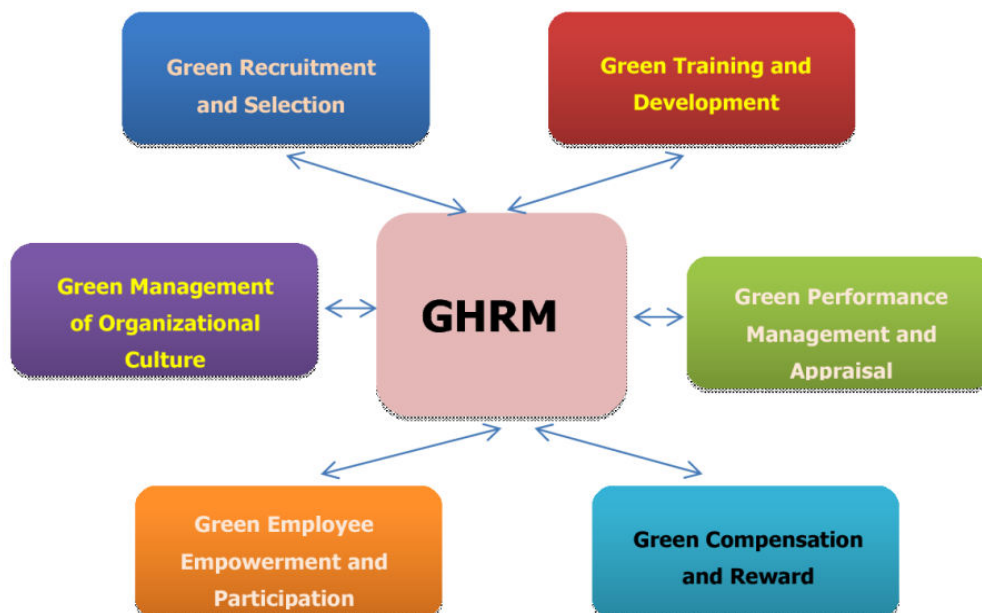 Green Recruitment
and Selection
Green Training and
Development
Green Management
of Organizational
Culture
GHRM
Green Performance
Management and
Appraisal
Green Employee
Empowerment and
Participation
Green Compensation
and Reward